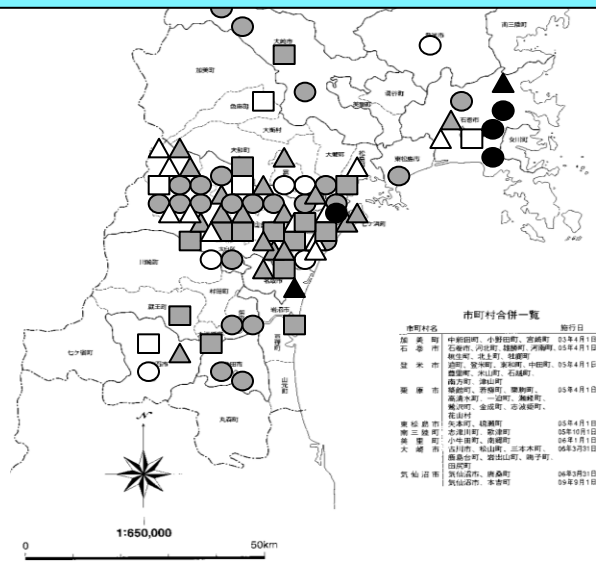 南三陸町
大崎市
加美町
色麻町
涌谷町
美里町
石巻市
女川町
大衡村
大和町
大郷町
東松島市
七ヶ浜町
川崎町
名取市
村田町
岩沼市
蔵王町
亘理町
七ヶ宿町
山元町
丸森町
N
1:650,000
0 50km
市町村合併一覧
市町村名 施行日
加美町 中新田町、小野田町、宮崎町 03年4月1日
石巻市 石巻市、河北町、雄勝町、河南町、05年4月1日
桃生町、北上町、牡鹿町
登米市 迫町、登米町、東和町、中田町、05年4月1日
豊里町、米山町、石越町、
南方町、津山町
栗原市 築館町、若柳町、栗駒町、 05年4月1日
高清水町、一迫町、瀬峰町、
鶯沢町、金成町、志波姫町、
花山村
東松島市 矢本町、鳴瀬町 05年4月1日
南三陸町 志津川町、歌津町 05年10月1日
美里町 小牛田町、南郷町 06年1月1日
大崎市 古川市、松山町、三本木町、 06年3月31日
鹿島台町、岩出山町、鳴子町、
田尻町
気仙沼市 気仙沼市、唐桑町 06年3月31日
気仙沼市、本吉町 09年9月1日